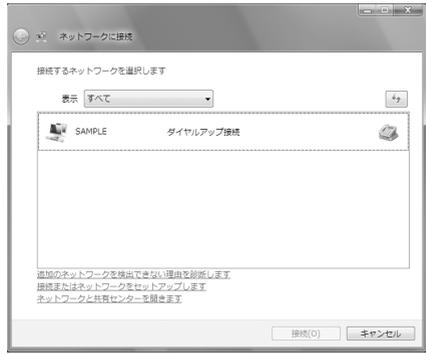 ネットワークに接続
接続するネットワークを選択します
表示 すべて
SAMPLE ダイヤルアップ接続
追加のネットワークを検出できない理由を診断します
接続またはネットワークをセットアップします
ネットワークと共有センターを開きます
接続(O) キャンセル